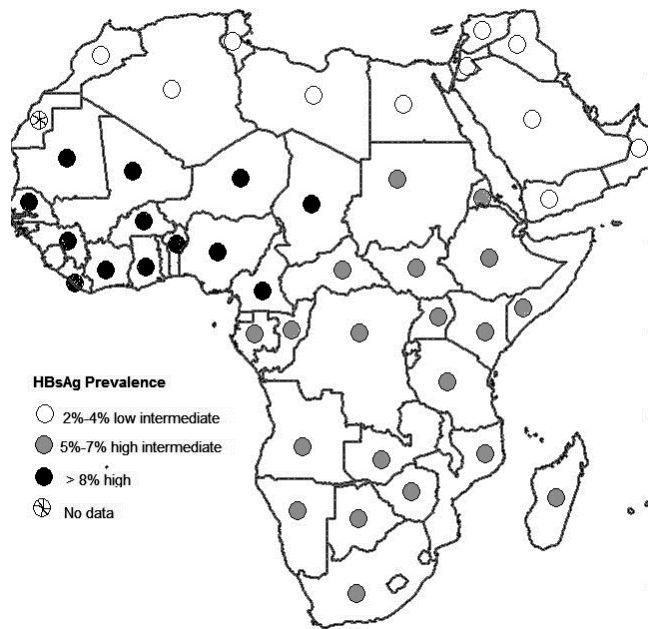 HBsAg Prevalence
2%-4% low intermediate
5%-7% high intermediate
> 8% high
No data